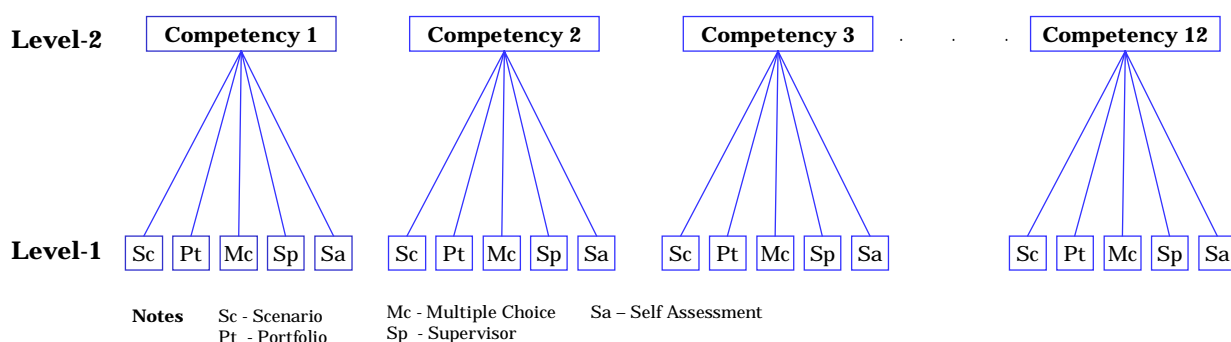 Level-2 Competency 1 Competency 2 Competency 3 . . . Competency 12
Level-1 Sc Pt Mc Sp Sa Sc Pt Mc Sp Sa Sc Pt Mc Sp Sa Sc Pt Mc Sp Sa
Notes Sc - Scenario Mc - Multiple Choice Sa – Self Assessment
Pt - Portfolio Sp - Supervisor